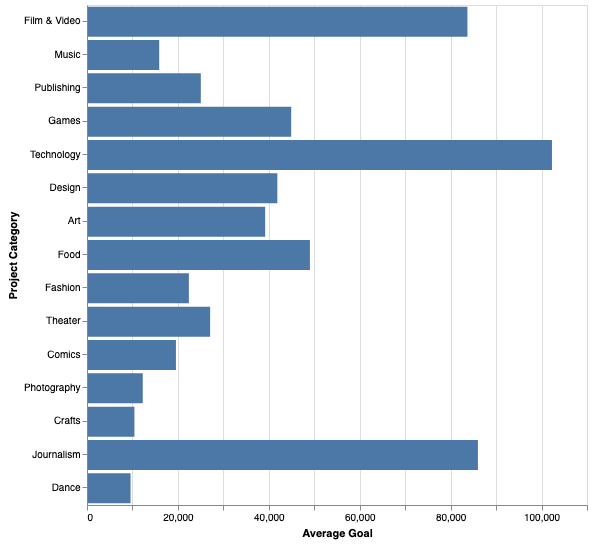 Film & Video
Music
Publishing
Games
Technology
Design
Art
Food
Fashion
Theater
Comics
Photography
Crafts
Journalism
Dance
Project Category
0 20,000 40,000 60,000 80,000 100,000
Average Goal